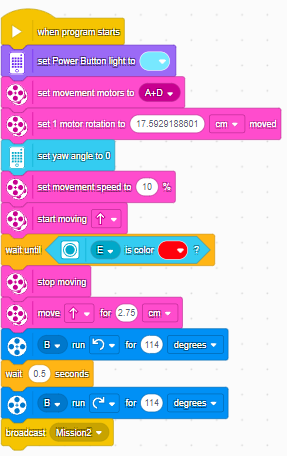 when program starts
set Power Button light to
set movement motors to A+D
set 1 motor rotation to 17.5929188601 cm moved
set yaw angle to 0
set movement speed to 10 %
start moving
wait until E is color ?
stop moving
move for 2.75 cm
B run for 114 degrees
wait 0.5 seconds
B run for 114 degrees
broadcast Mission2